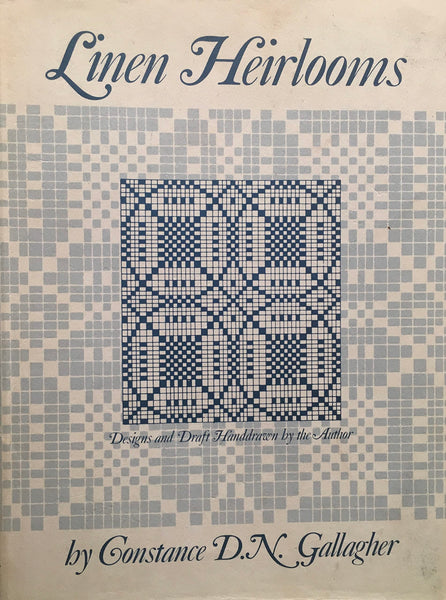 Linen Heirlooms
Designs and Draft Handdrawn by the Author
by Constance D.N. Gallagher